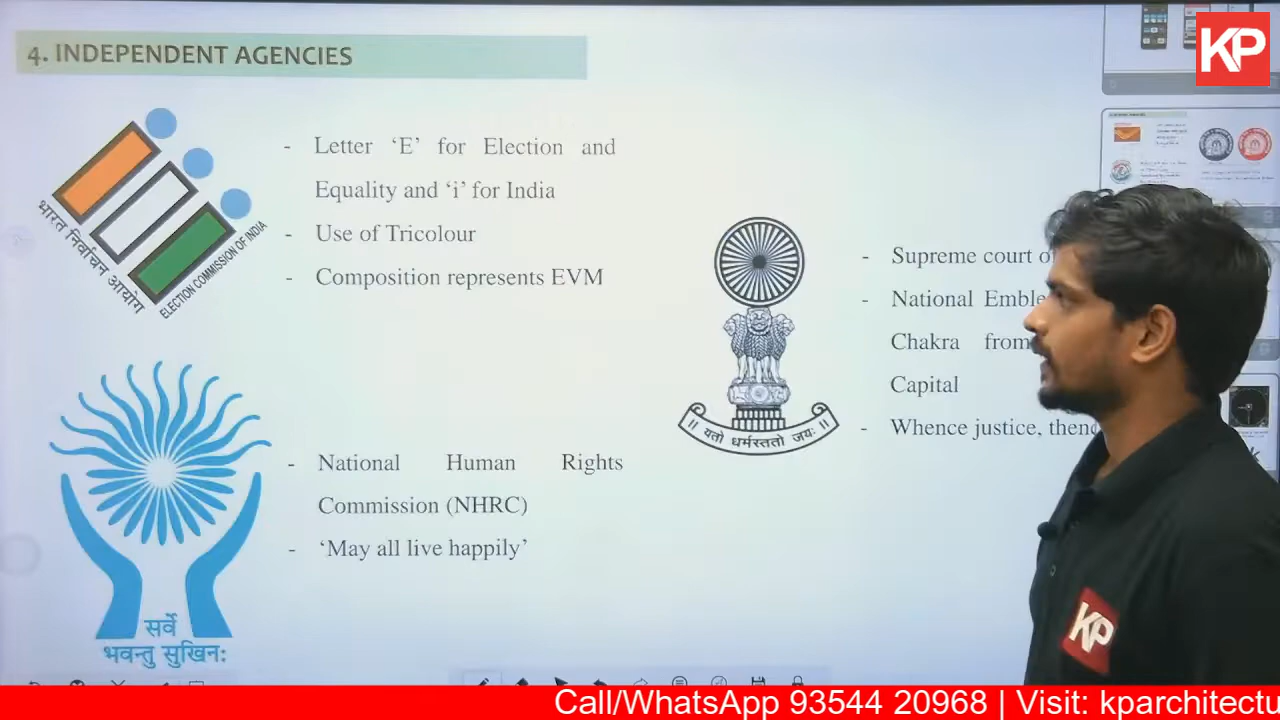 4. INDEPENDENT AGENCIES
KP
भारत निर्वाचन आयोग
ELECTION COMMISSION OF INDIA
- Letter ‘E’ for Election and
Equality and ‘i’ for India
- Use of Tricolour
- Composition represents EVM
सर्वे
भवन्तु सुखिनः
- National Human Rights
Commission (NHRC)
- ‘May all live happily’
॥ यतो धर्मस्ततो जयः ॥
- Supreme court
- National
Chakra from
Capital
- Whence justice,
KP
Call/WhatsApp 93544 20968 | Visit: kparchitectu